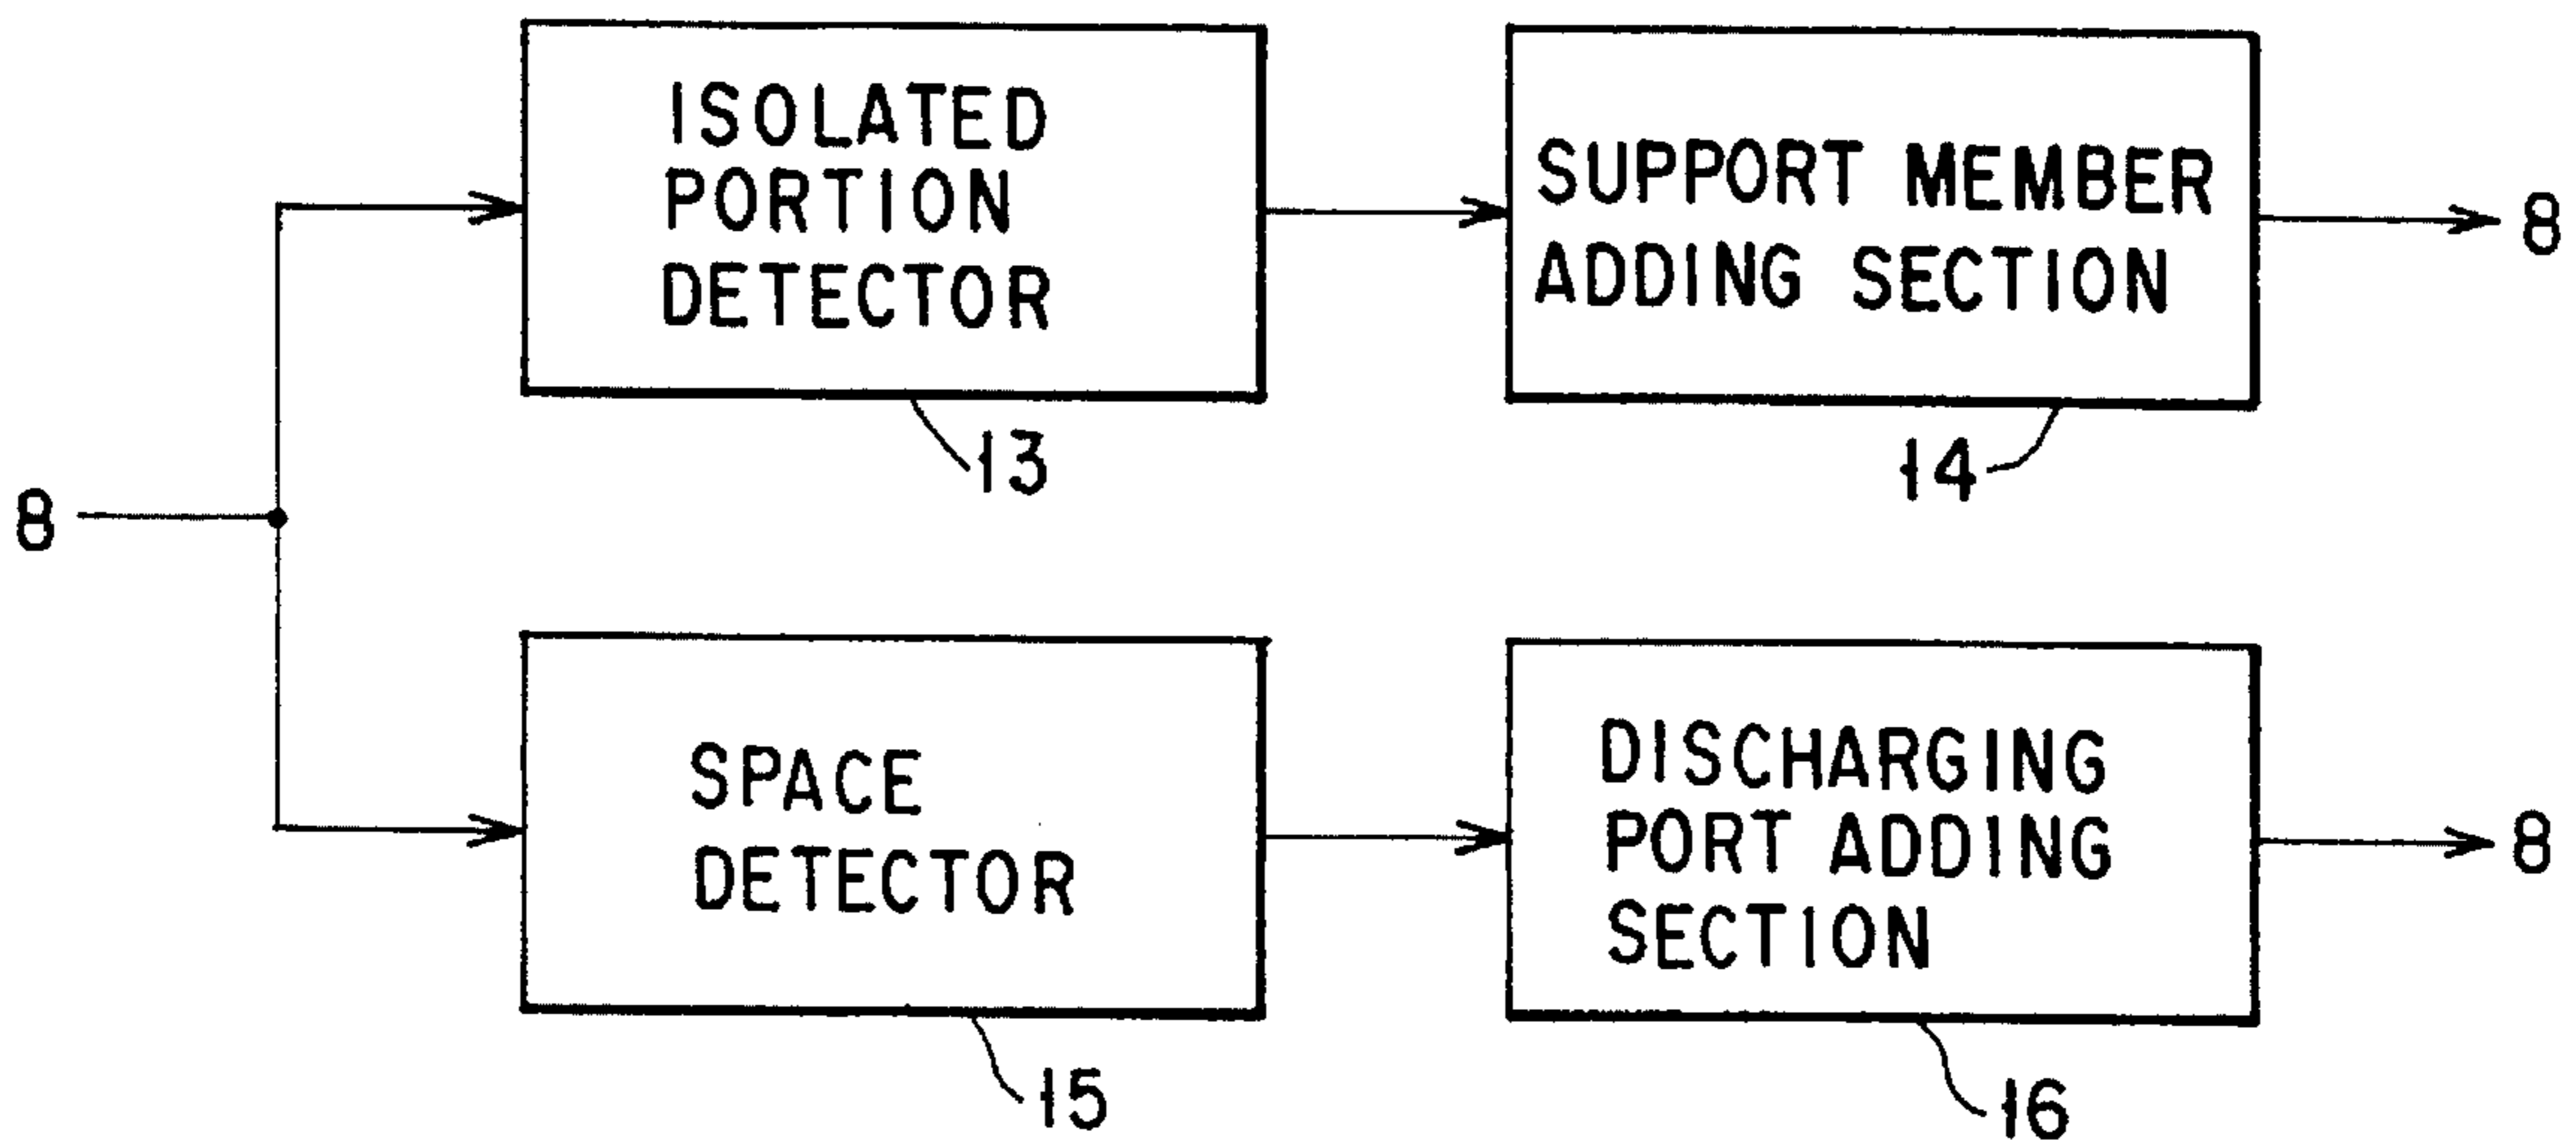 ISOLATED
PORTION
DETECTOR
13
SUPPORT MEMBER
ADDING SECTION
14
8
8
SPACE
DETECTOR
15
DISCHARGING
PORT ADDING
SECTION
16
8